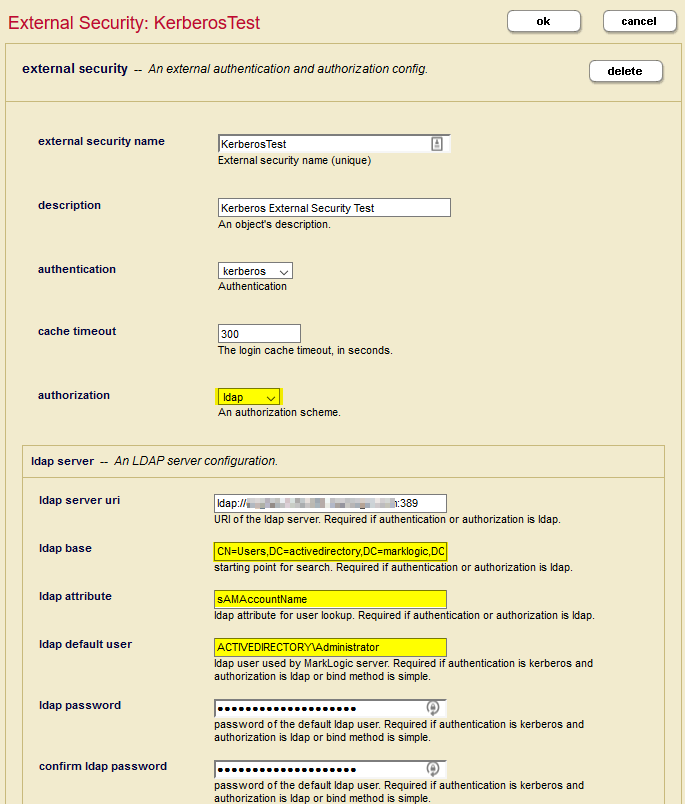 External Security: KerberosTest
ok
cancel
external security -- An external authentication and authorization config.
delete
external security name
KerberosTest
External security name (unique)
description
Kerberos External Security Test
An object's description.
authentication
kerberos
Authentication
cache timeout
300
The login cache timeout, in seconds.
authorization
ldap
An authorization scheme.
ldap server -- An LDAP server configuration.
ldap server uri
ldap:// :389
URI of the ldap server. Required if authentication or authorization is ldap.
ldap base
CN=Users,DC=activedirectory,DC=marklogic,DC
starting point for search. Required if authentication or authorization is ldap.
ldap attribute
sAMAccountName
ldap attribute for user lookup. Required if authentication or authorization is ldap.
ldap default user
ACTIVEDIRECTORY\Administrator
ldap user used by MarkLogic server. Required if authentication is kerberos and
authorization is ldap or bind method is simple.
ldap password
password of the default ldap user. Required if authentication is kerberos and
authorization is ldap or bind method is simple.
confirm ldap password
password of the default ldap user. Required if authentication is kerberos and
authorization is ldap or bind method is simple.